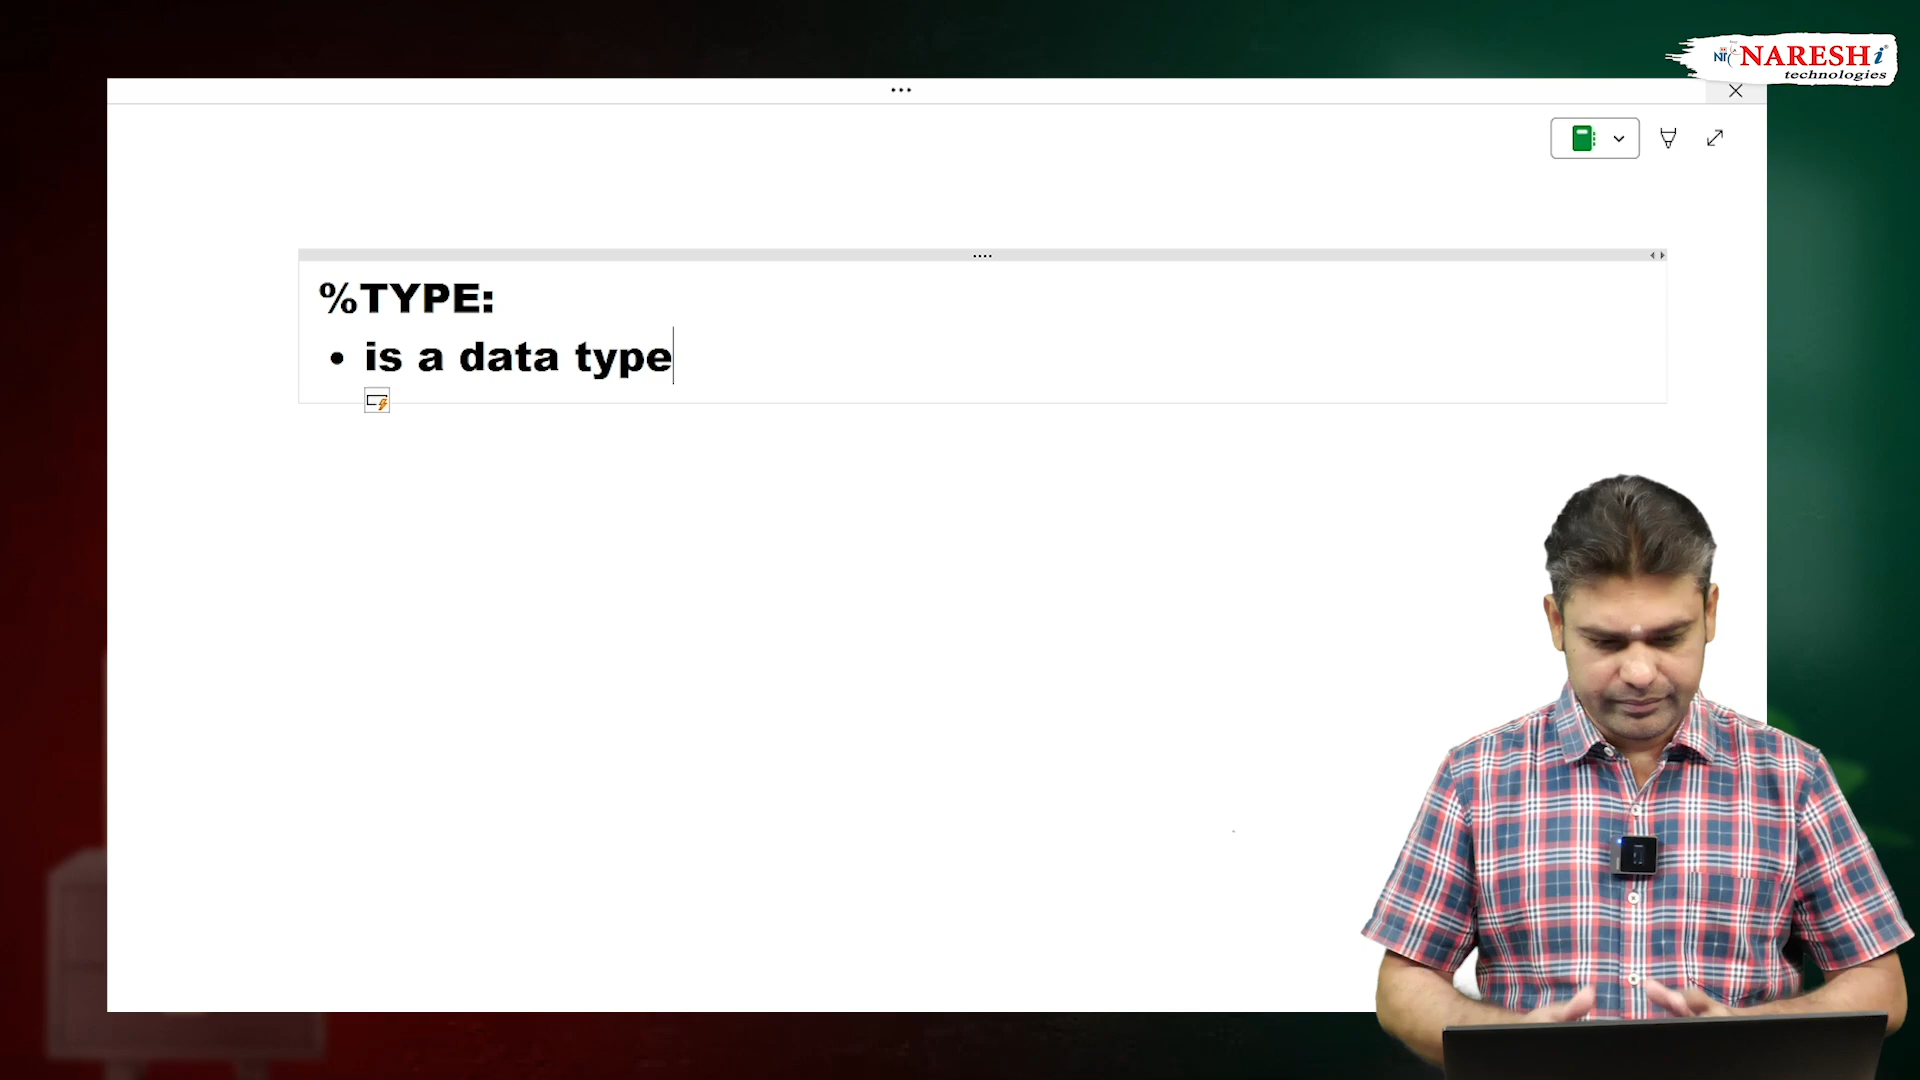 NARESH i
technologies
%TYPE:
• is a data type